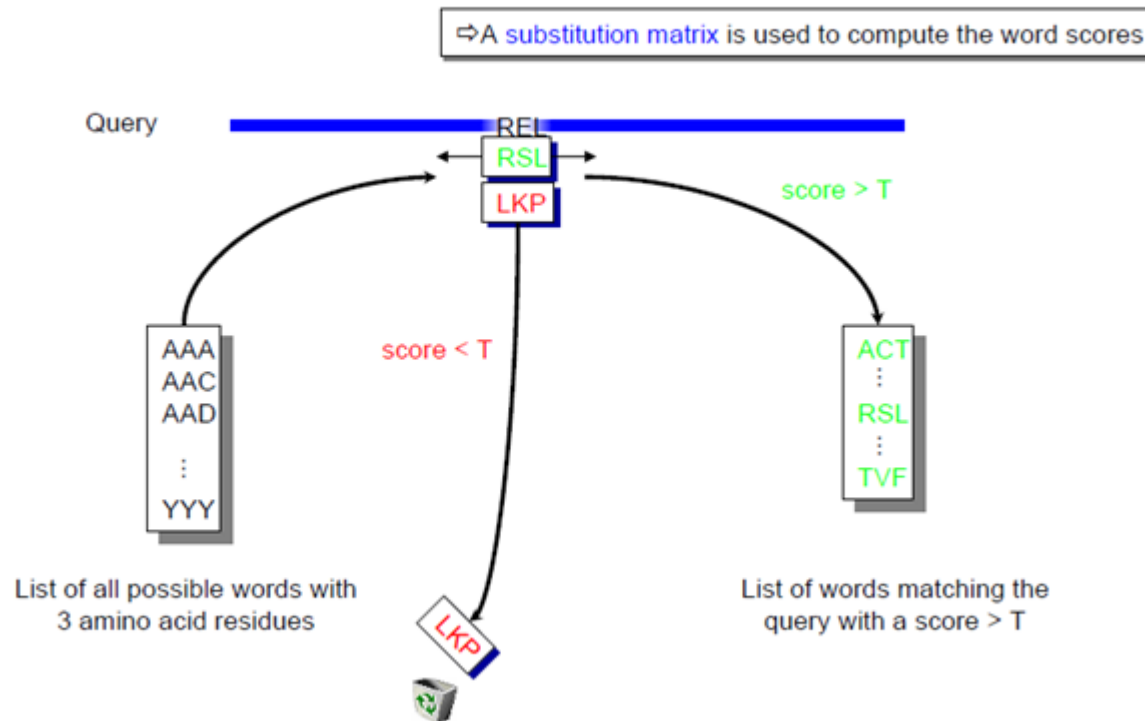 ⇨A substitution matrix is used to compute the word scores
Query
REL
RSL
LKP
score > T
score < T
AAA
AAC
AAD
⋮
YYY
ACT
⋮
RSL
⋮
TVF
List of all possible words with
3 amino acid residues
List of words matching the
query with a score > T
LKP